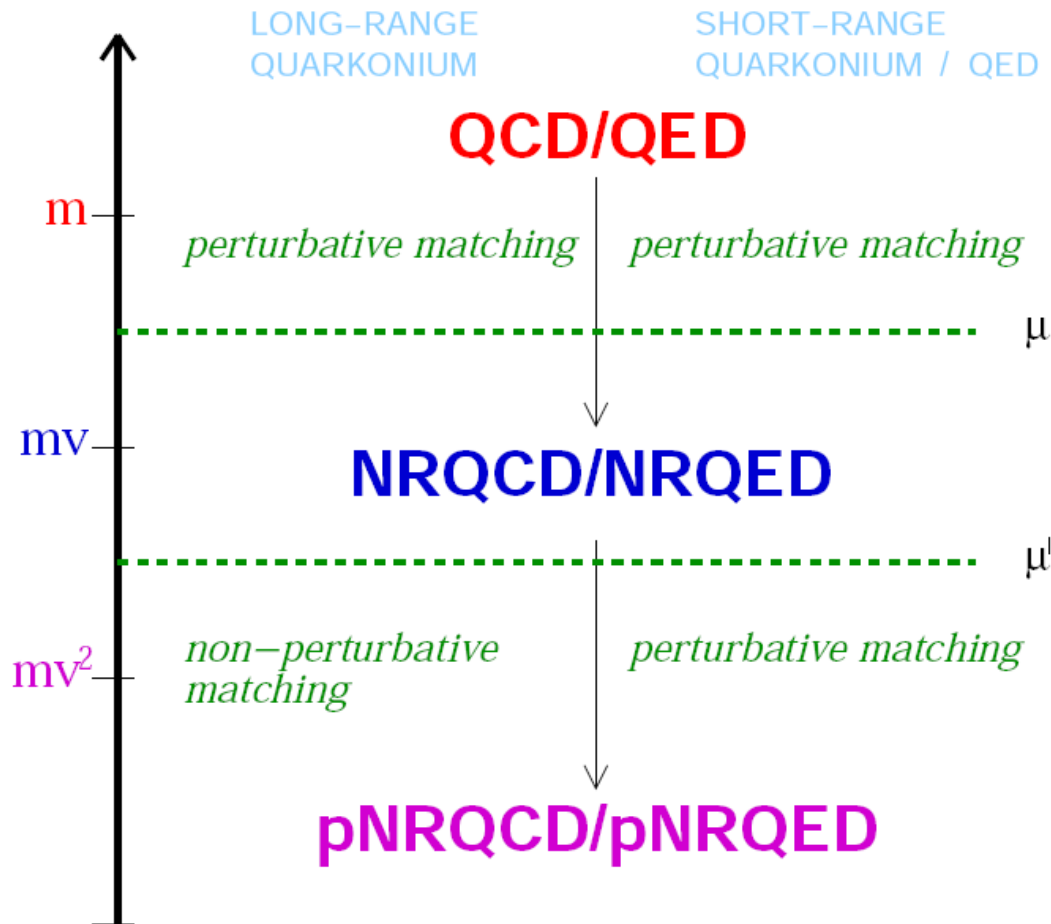 LONG–RANGE
QUARKONIUM
SHORT–RANGE
QUARKONIUM / QED
QCD/QED
m
perturbative matching
perturbative matching
μ
mv
NRQCD/NRQED
μ'
non–perturbative
matching
perturbative matching
mv²
pNRQCD/pNRQED